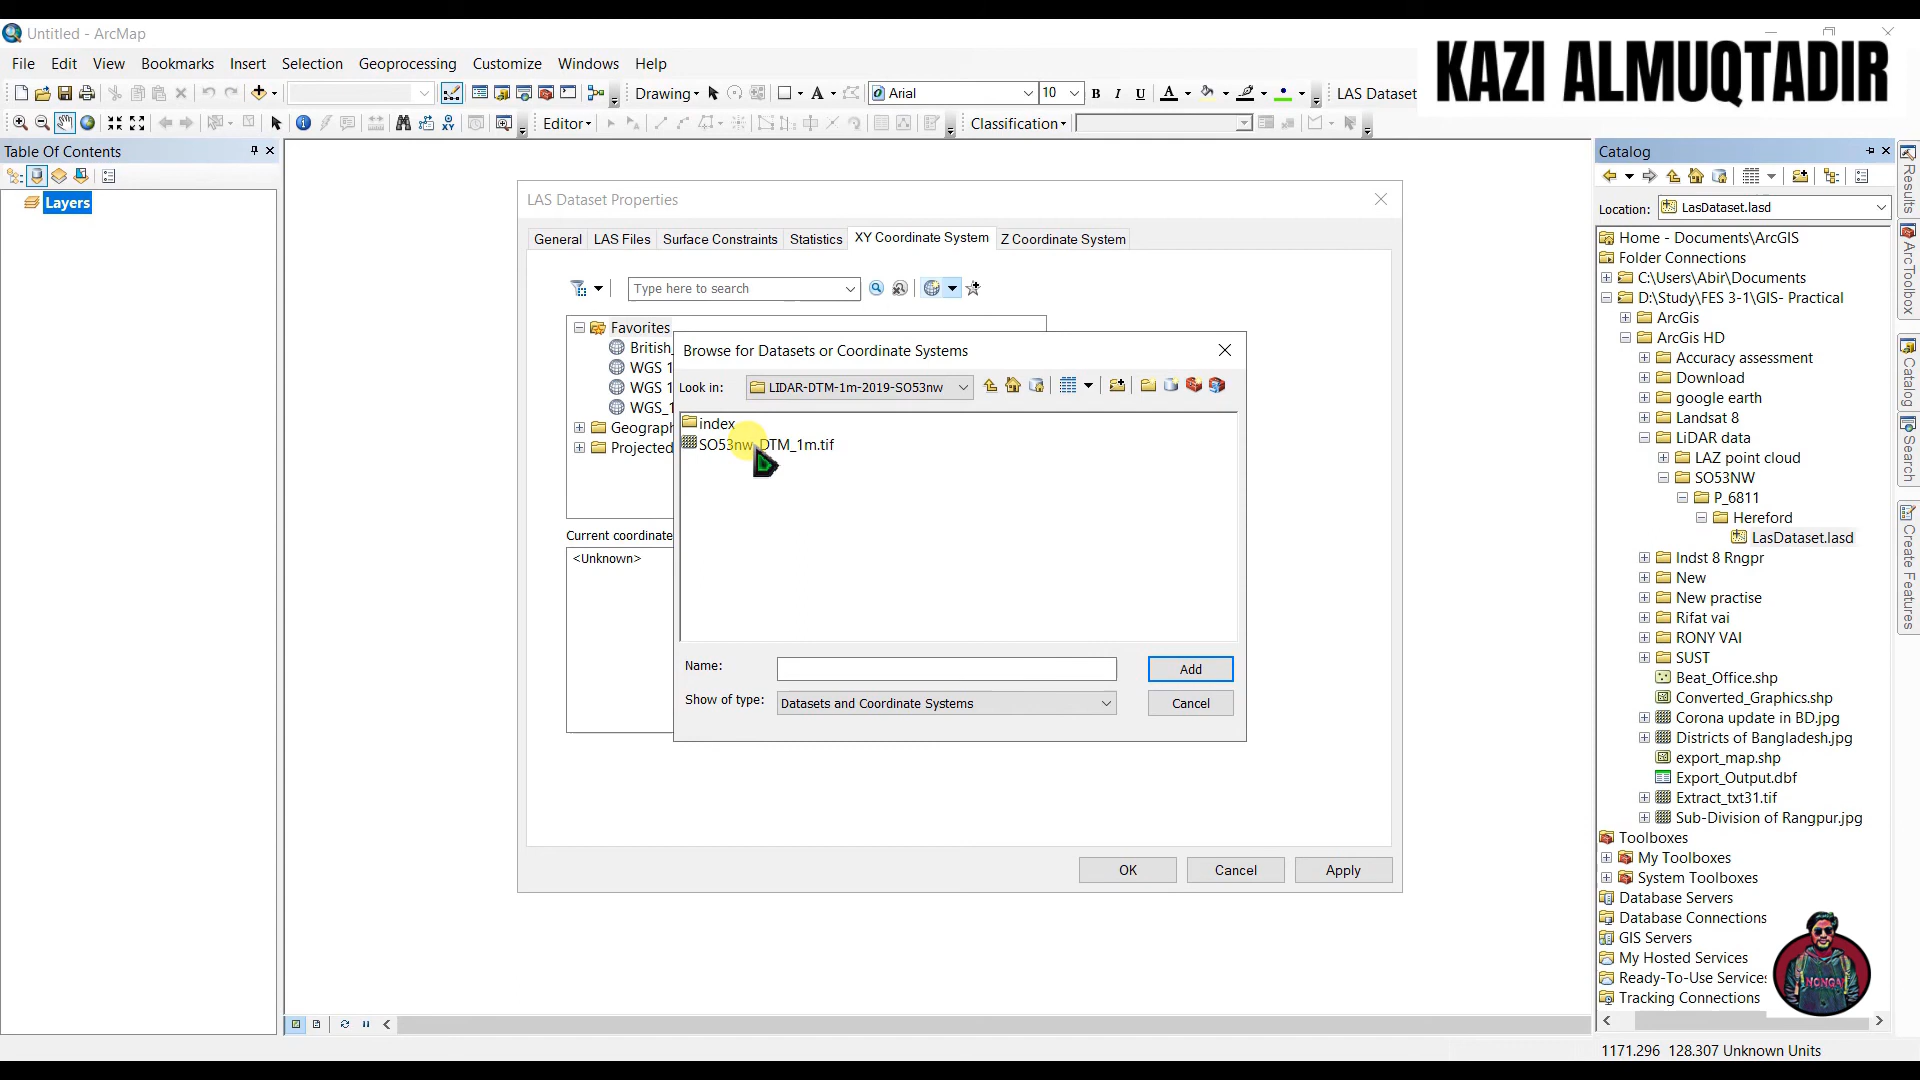 Untitled - ArcMap
KAZI ALMUQTADIR
File Edit View Bookmarks Insert Selection Geoprocessing Customize Windows Help
Drawing Arial 10 B I U A LAS Dataset
Editor Classification
Table Of Contents
Layers
LAS Dataset Properties
General LAS Files Surface Constraints Statistics XY Coordinate System Z Coordinate System
Type here to search
Favorites
British_
WGS 1
WGS 1
WGS_1
Geograph
Projected
Current coordinate
<Unknown>
Browse for Datasets or Coordinate Systems
Look in: LIDAR-DTM-1m-2019-SO53nw
index
SO53nw_DTM_1m.tif
Name:
Add
Show of type: Datasets and Coordinate Systems
Cancel
OK Cancel Apply
Catalog
Location: LasDataset.lasd
Home - Documents\ArcGIS
Folder Connections
C:\Users\Abir\Documents
D:\Study\FES 3-1\GIS- Practical
ArcGis
ArcGis HD
Accuracy assessment
Download
google earth
Landsat 8
LiDAR data
LAZ point cloud
SO53NW
P_6811
Hereford
LasDataset.lasd
Indst 8 Rngpr
New
New practise
Rifat vai
RONY VAI
SUST
Beat_Office.shp
Converted_Graphics.shp
Corona update in BD.jpg
Districts of Bangladesh.jpg
export_map.shp
Export_Output.dbf
Extract_txt31.tif
Sub-Division of Rangpur.jpg
Toolboxes
My Toolboxes
System Toolboxes
Database Servers
Database Connections
GIS Servers
My Hosted Services
Ready-To-Use Services
Tracking Connections
NONGAN
Results
ArcToolbox
Catalog
Search
Create Features
1171.296 128.307 Unknown Units